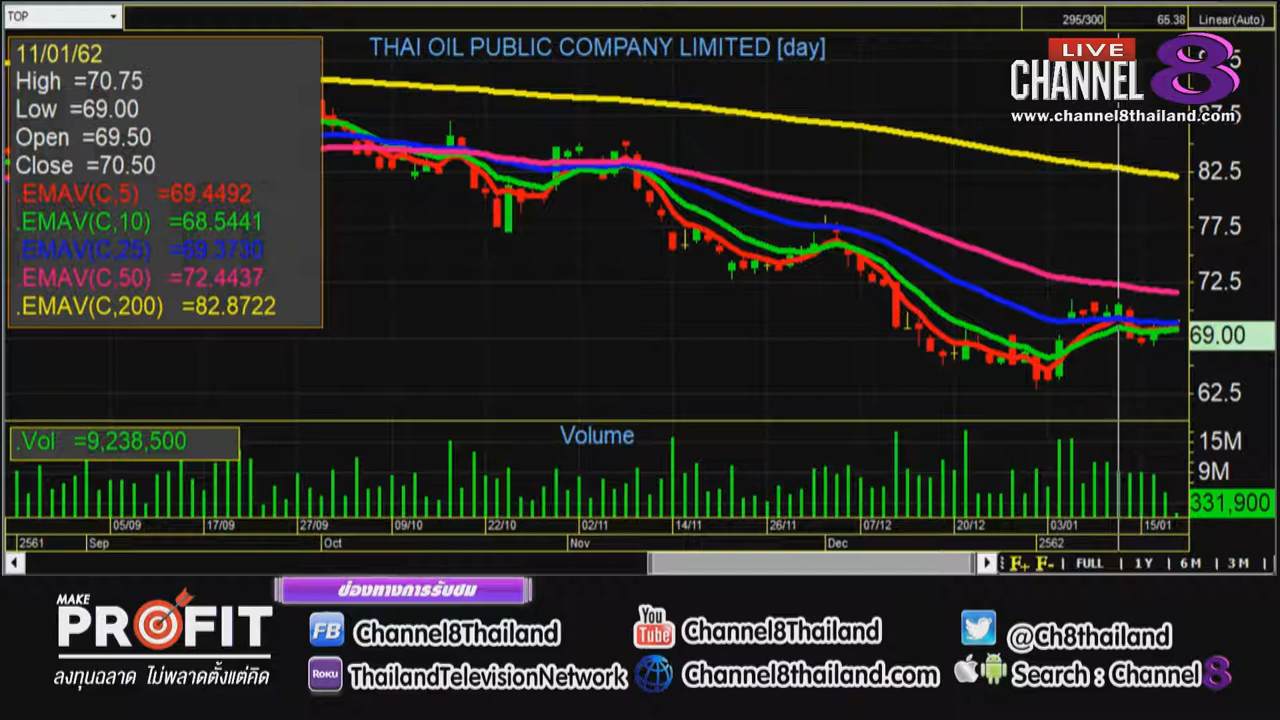 TOP
295/300
65.38
Linear(Auto)
THAI OIL PUBLIC COMPANY LIMITED [day]
LIVE
CHANNEL 8
www.channel8thailand.com
11/01/62
High =70.75
Low =69.00
Open =69.50
Close =70.50
.EMAV(C,5) =69.4492
.EMAV(C,10) =68.5441
.EMAV(C,25) =69.3730
.EMAV(C,50) =72.4437
.EMAV(C,200) =82.8722
87.5
82.5
77.5
72.5
69.00
62.5
.Vol =9,238,500
Volume
15M
9M
331,900
05/09 17/09 27/09 09/10 22/10 02/11 14/11 26/11 07/12 20/12 03/01 15/01
2561 Sep Oct Nov Dec 2562
F+ F- | FULL | 1Y | 6M | 3M |
ช่องทางการรับชม
MAKE
PROFIT
ลงทุนฉลาด ไม่พลาดตั้งแต่คิด
FB Channel8Thailand
You Tube Channel8Thailand
@Ch8thailand
ROKU ThailandTelevisionNetwork
Channel8thailand.com
Search : Channel 8